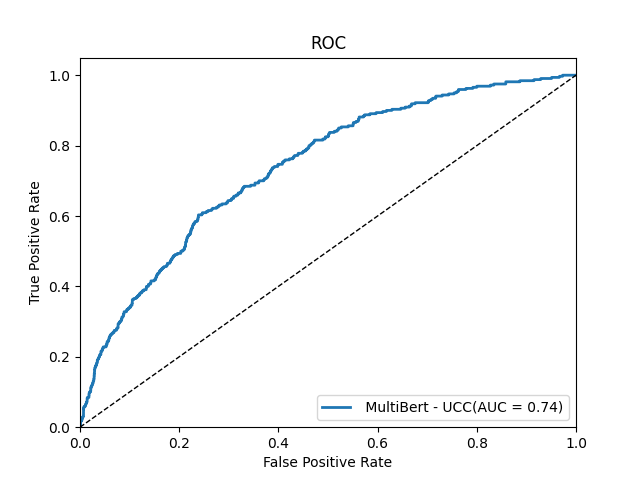 ROC
True Positive Rate
1.0
0.8
0.6
0.4
0.2
0.0
0.0 0.2 0.4 0.6 0.8 1.0
False Positive Rate
MultiBert - UCC(AUC = 0.74)